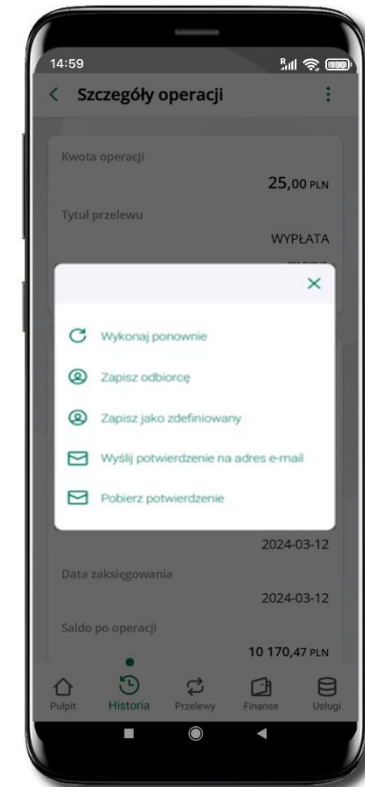 14:59
Szczegóły operacji
Kwota operacji
25,00 PLN
Tytuł przelewu
WYPŁATA
Wykonaj ponownie
Zapisz odbiorcę
Zapisz jako zdefiniowany
Wyślij potwierdzenie na adres e-mail
Pobierz potwierdzenie
2024-03-12
Data zaksięgowania
2024-03-12
Saldo po operacji
10 170,47 PLN
Pulpit Historia Przelewy Finanse Usługi